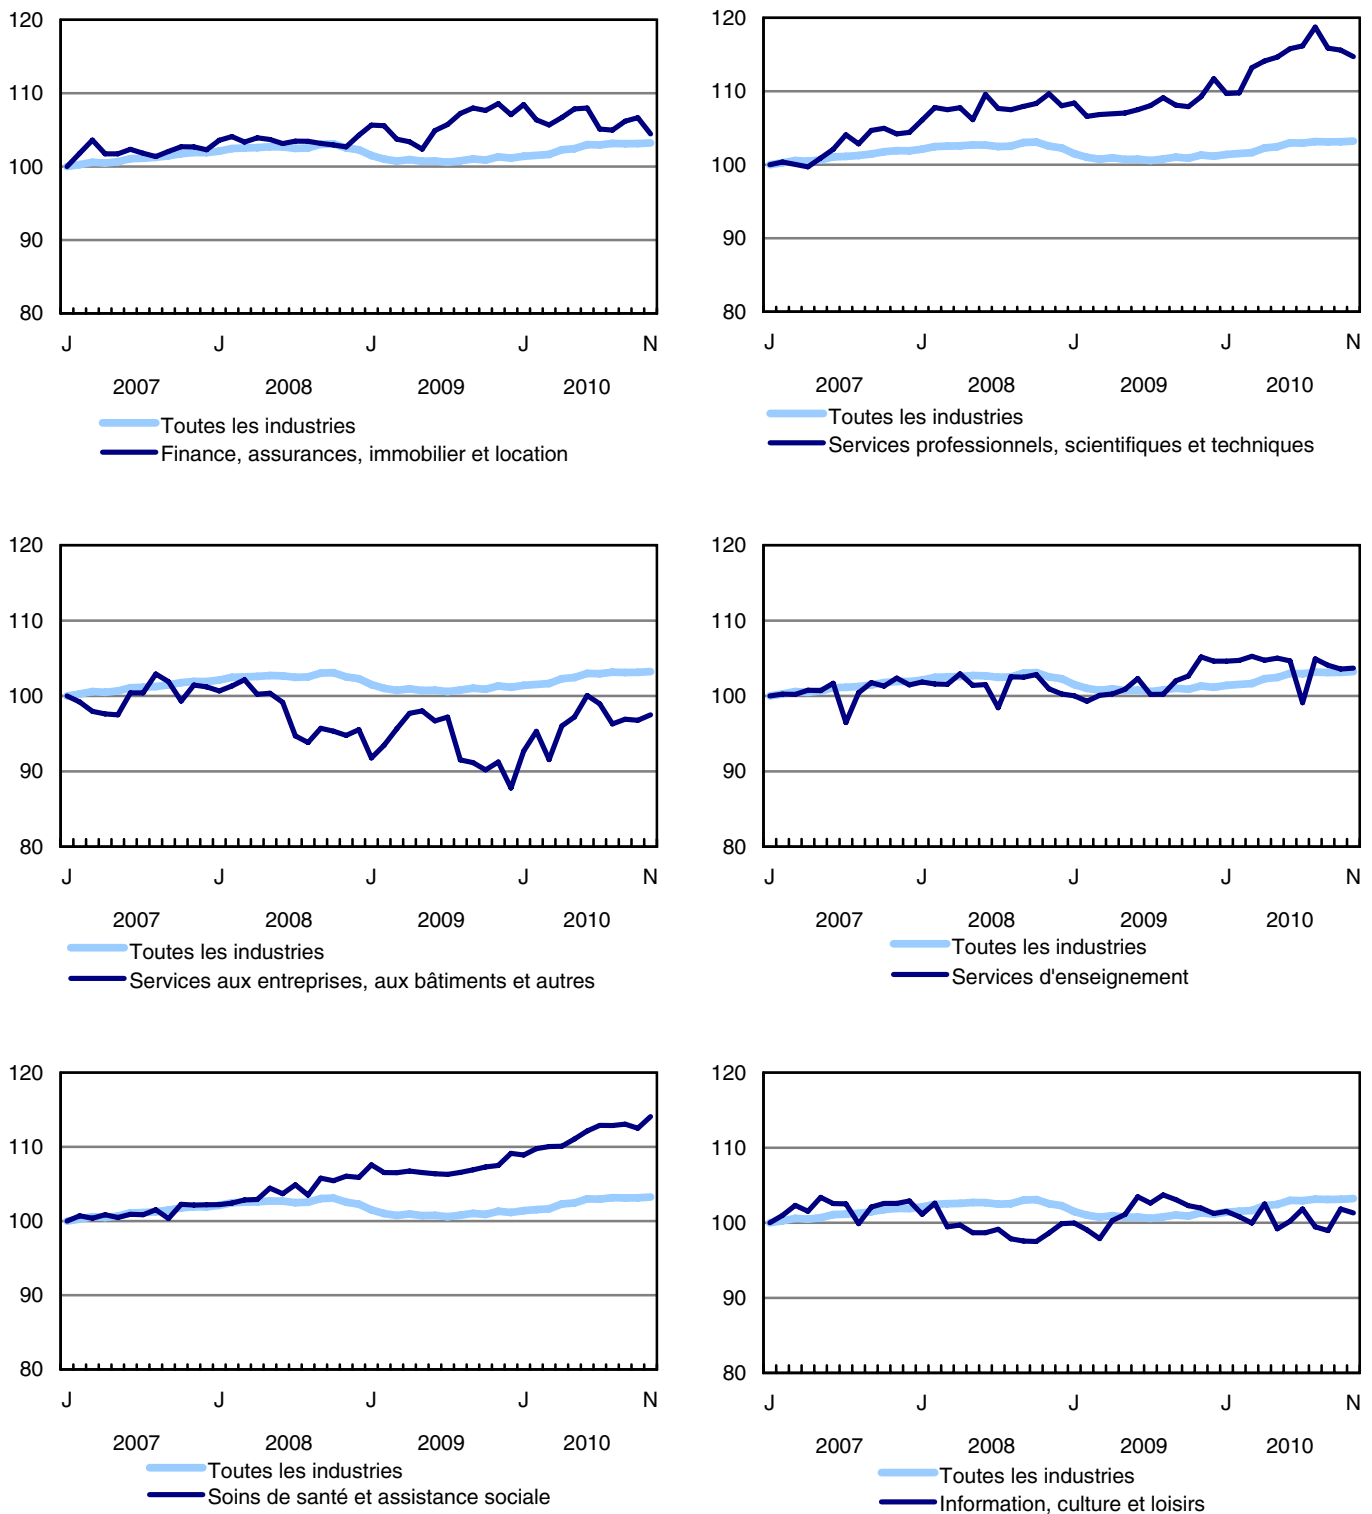 120
110
100
90
80
J J J J N
2007 2008 2009 2010
Toutes les industries
Finance, assurances, immobilier et location
120
110
100
90
80
J J J J N
2007 2008 2009 2010
Toutes les industries
Services professionnels, scientifiques et techniques
120
110
100
90
80
J J J J N
2007 2008 2009 2010
Toutes les industries
Services aux entreprises, aux bâtiments et autres
120
110
100
90
80
J J J J N
2007 2008 2009 2010
Toutes les industries
Services d'enseignement
120
110
100
90
80
J J J J N
2007 2008 2009 2010
Toutes les industries
Soins de santé et assistance sociale
120
110
100
90
80
J J J J N
2007 2008 2009 2010
Toutes les industries
Information, culture et loisirs